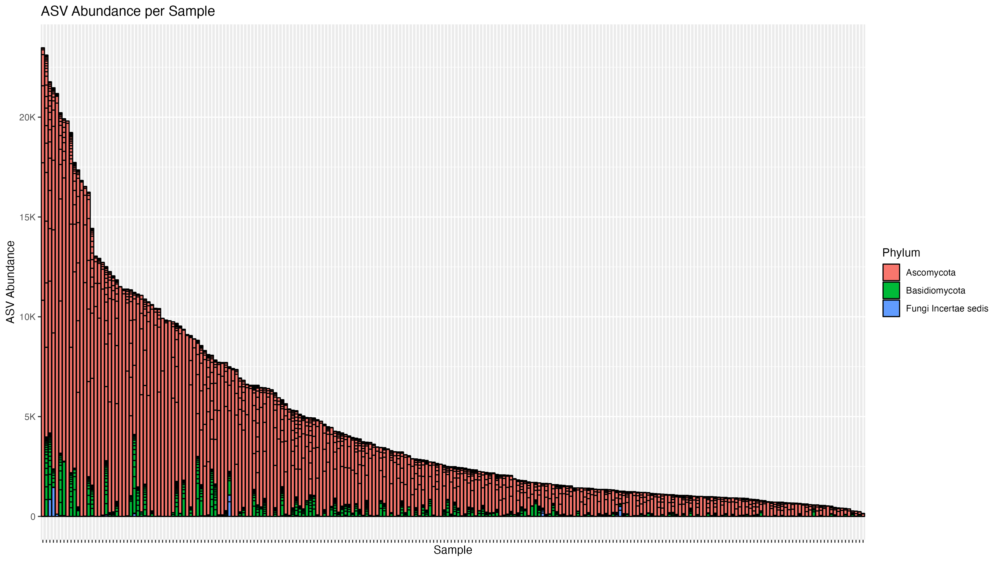 ASV Abundance per Sample
20K
15K
10K
5K
0
ASV Abundance
Sample
Phylum
Ascomycota
Basidiomycota
Fungi Incertae sedis